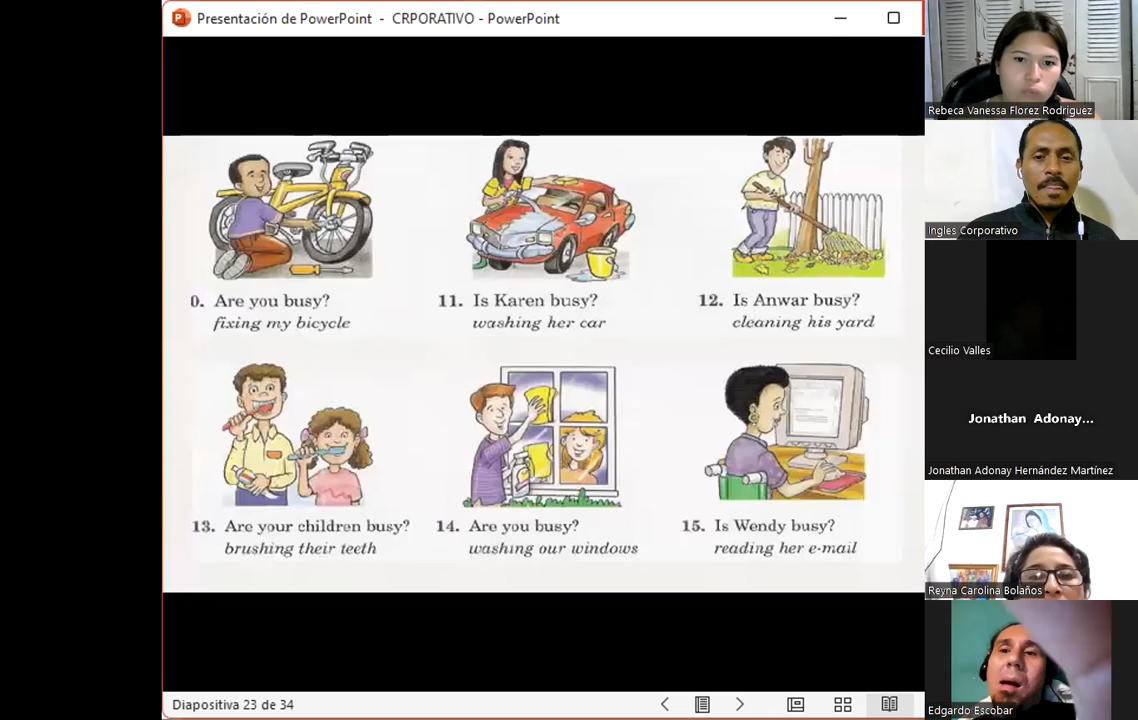 Presentación de PowerPoint - CRPORATIVO - PowerPoint
0. Are you busy?
fixing my bicycle
11. Is Karen busy?
washing her car
12. Is Anwar busy?
cleaning his yard
13. Are your children busy?
brushing their teeth
14. Are you busy?
washing our windows
15. Is Wendy busy?
reading her e-mail
Diapositiva 23 de 34
Rebeca Vanessa Florez Rodriguez
Ingles Corporativo
Cecilio Valles
Jonathan Adonay...
Jonathan Adonay Hernández Martínez
Reyna Carolina Bolaños
Edgardo Escobar